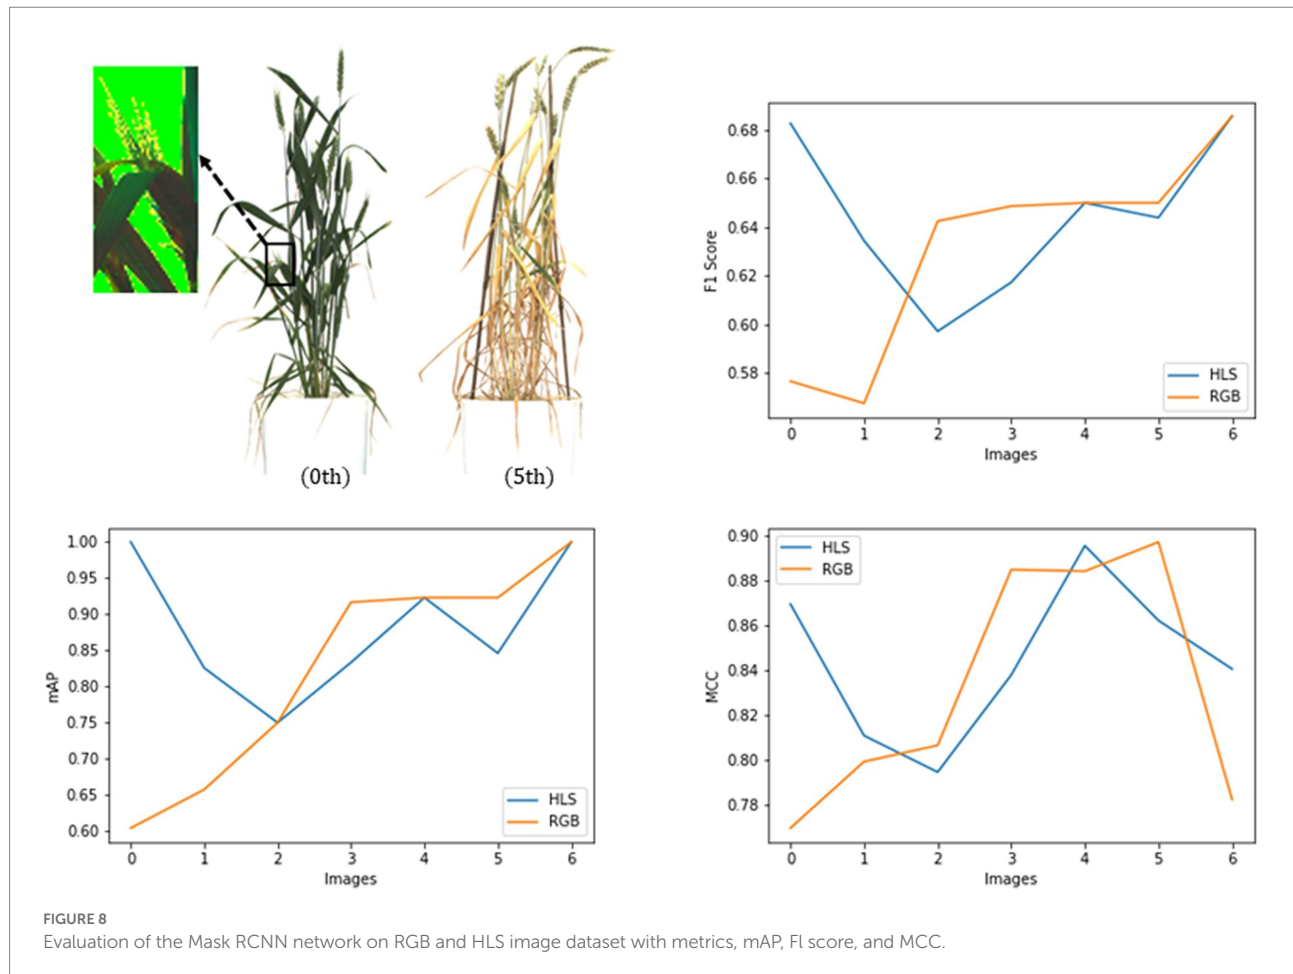 (0th)
(5th)
0.68
0.66
0.64
0.62
0.60
0.58
F1 Score
HLS
RGB
0 1 2 3 4 5 6
Images
1.00
0.95
0.90
0.85
0.80
0.75
0.70
0.65
0.60
mAP
HLS
RGB
0 1 2 3 4 5 6
Images
0.90
0.88
0.86
0.84
0.82
0.80
0.78
MCC
HLS
RGB
0 1 2 3 4 5 6
Images
FIGURE 8
Evaluation of the Mask RCNN network on RGB and HLS image dataset with metrics, mAP, Fl score, and MCC.